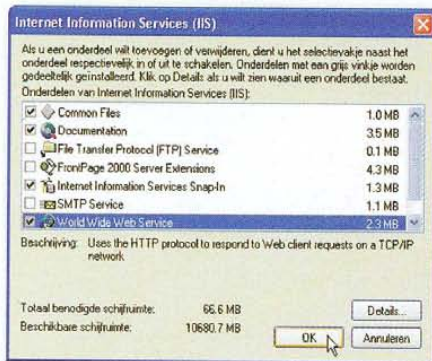 Internet Information Services (IIS)
Als u een onderdeel wilt toevoegen of verwijderen, dient u het selectievakje naast het
onderdeel respectievelijk in of uit te schakelen. Onderdelen met een grijs vinkje worden
gedeeltelijk geïnstalleerd. Klik op Details als u wilt zien waaruit een onderdeel bestaat.
Onderdelen van Internet Information Services (IIS):
Common Files 1.0 MB
Documentation 3.5 MB
File Transfer Protocol (FTP) Service 0.1 MB
FrontPage 2000 Server Extensions 4.3 MB
Internet Information Services Snap-In 1.3 MB
SMTP Service 1.1 MB
World Wide Web Service 2.3 MB
Beschrijving: Uses the HTTP protocol to respond to Web client requests on a TCP/IP
network
Totaal benodigde schijfruimte: 66.6 MB
Details...
Beschikbare schijfruimte: 10680.7 MB
OK
Annuleren